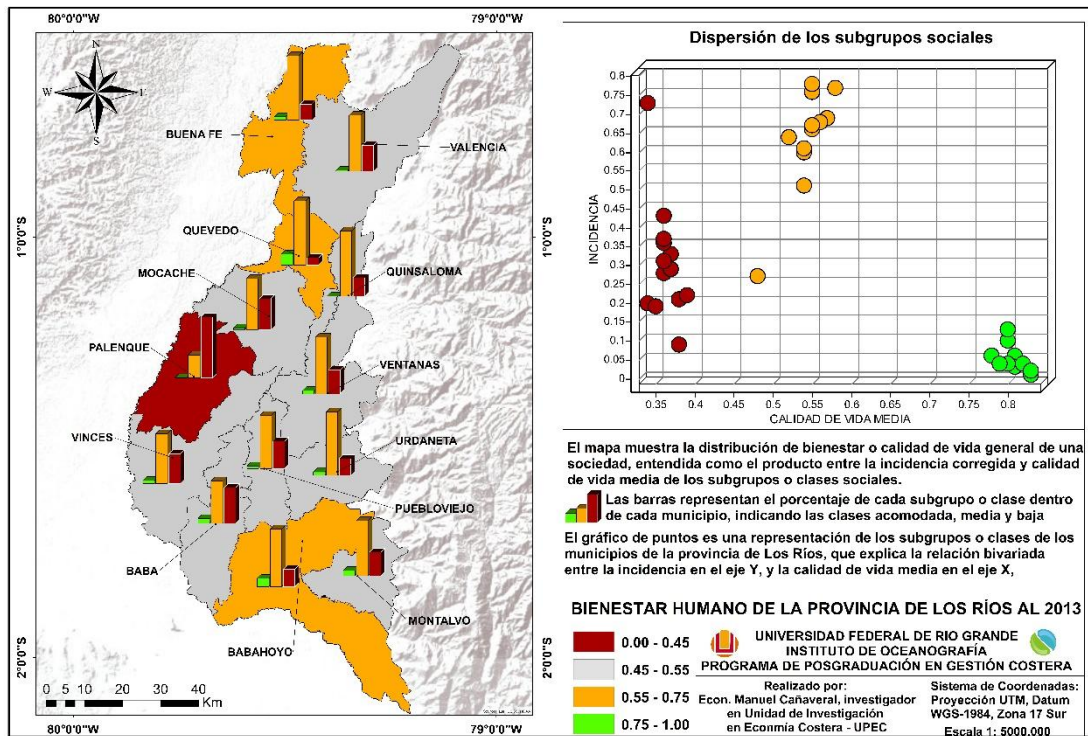 80°0'0"W
79°0'0"W
N
W
E
S
BUENA FE
VALENCIA
QUEVEDO
MOCACHE
QUINSALOMA
PALENQUE
VENTANAS
VINCES
URDANETA
PUEBLOVIEJO
BABA
MONTALVO
BABAHOYO
1°0'0"S
1°0'0"S
2°0'0"S
2°0'0"S
0 5 10 20 30 40
Km
80°0'0"W
79°0'0"W
Dispersión de los subgrupos sociales
INCIDENCIA
0.8
0.75
0.7
0.65
0.6
0.55
0.5
0.45
0.4
0.35
0.3
0.25
0.2
0.15
0.1
0.05
0
0.35 0.4 0.45 0.5 0.55 0.6 0.65 0.7 0.75 0.8
CALIDAD DE VIDA MEDIA
El mapa muestra la distribución de bienestar o calidad de vida general de una
sociedad, entendida como el producto entre la incidencia corregida y calidad
de vida media de los subgrupos o clases sociales.
Las barras representan el porcentaje de cada subgrupo o clase dentro
de cada municipio, indicando las clases acomodada, media y baja
El gráfico de puntos es una representación de los subgrupos o clases de los
municipios de la provincia de Los Ríos, que explica la relación bivariada
entre la incidencia en el eje Y, y la calidad de vida media en el eje X,
BIENESTAR HUMANO DE LA PROVINCIA DE LOS RÍOS AL 2013
0.00 - 0.45
0.45 - 0.55
0.55 - 0.75
0.75 - 1.00
UNIVERSIDAD FEDERAL DE RIO GRANDE
INSTITUTO DE OCEANOGRAFÍA
PROGRAMA DE POSGRADUACIÓN EN GESTIÓN COSTERA
Realizado por:
Econ. Manuel Cañaveral, investigador
en Unidad de Investigación
en Econmía Costera - UPEC
Sistema de Coordenadas:
Proyección UTM, Datum
WGS-1984, Zona 17 Sur
Escala 1: 5000.000